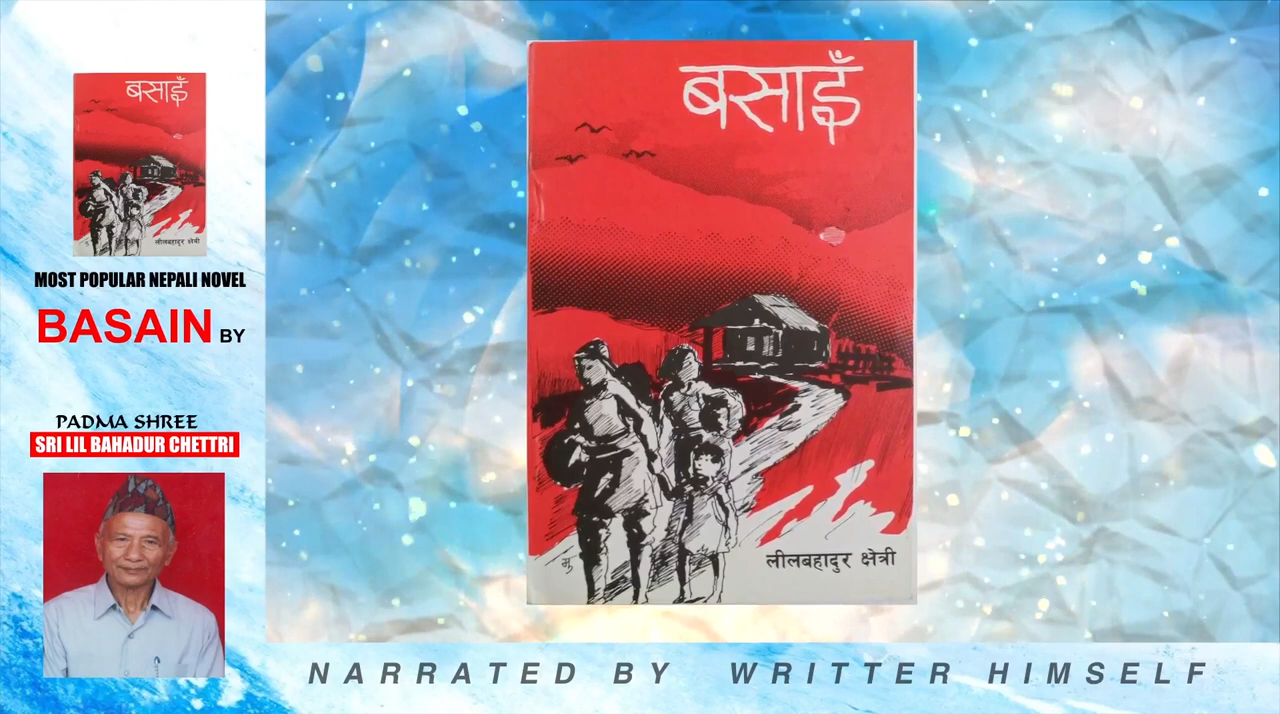 बसाइँ
लीलबहादुर क्षेत्री
MOST POPULAR NEPALI NOVEL
BASAIN BY
PADMA SHREE
SRI LIL BAHADUR CHETTRI
बसाइँ
लीलबहादुर क्षेत्री
मु
NARRATED BY WRITTER HIMSELF